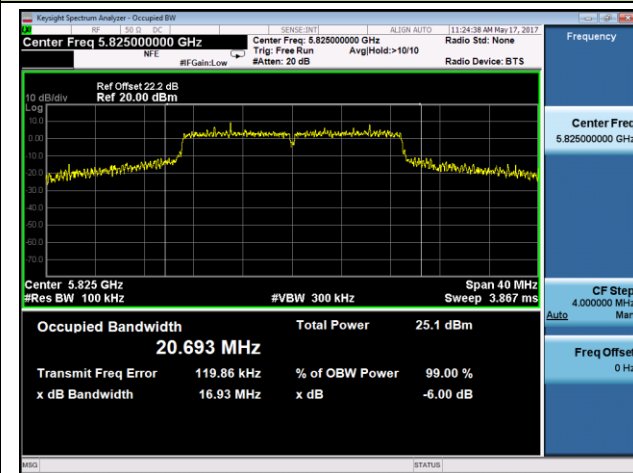 Keysight Spectrum Analyzer - Occupied BW
RF 50 Ω DC SENSE:INT ALIGN AUTO 11:24:38 AM May 17, 2017
Center Freq 5.825000000 GHz
Center Freq: 5.825000000 GHz Radio Std: None
NFE Trig: Free Run Avg|Hold:>10/10
#IFGain:Low #Atten: 20 dB Radio Device: BTS
Frequency
Ref Offset 22.2 dB
10 dB/div Ref 20.00 dBm
Log
10.0
0.00
-10.0
-20.0
-30.0
-40.0
-50.0
-60.0
-70.0
Center 5.825 GHz Span 40 MHz
#Res BW 100 kHz #VBW 300 kHz Sweep 3.867 ms
Occupied Bandwidth Total Power 25.1 dBm
20.693 MHz
Transmit Freq Error 119.86 kHz % of OBW Power 99.00 %
x dB Bandwidth 16.93 MHz x dB -6.00 dB
Center Freq
5.825000000 GHz
CF Step
4.000000 MHz
Auto Man
Freq Offset
0 Hz
MSG STATUS